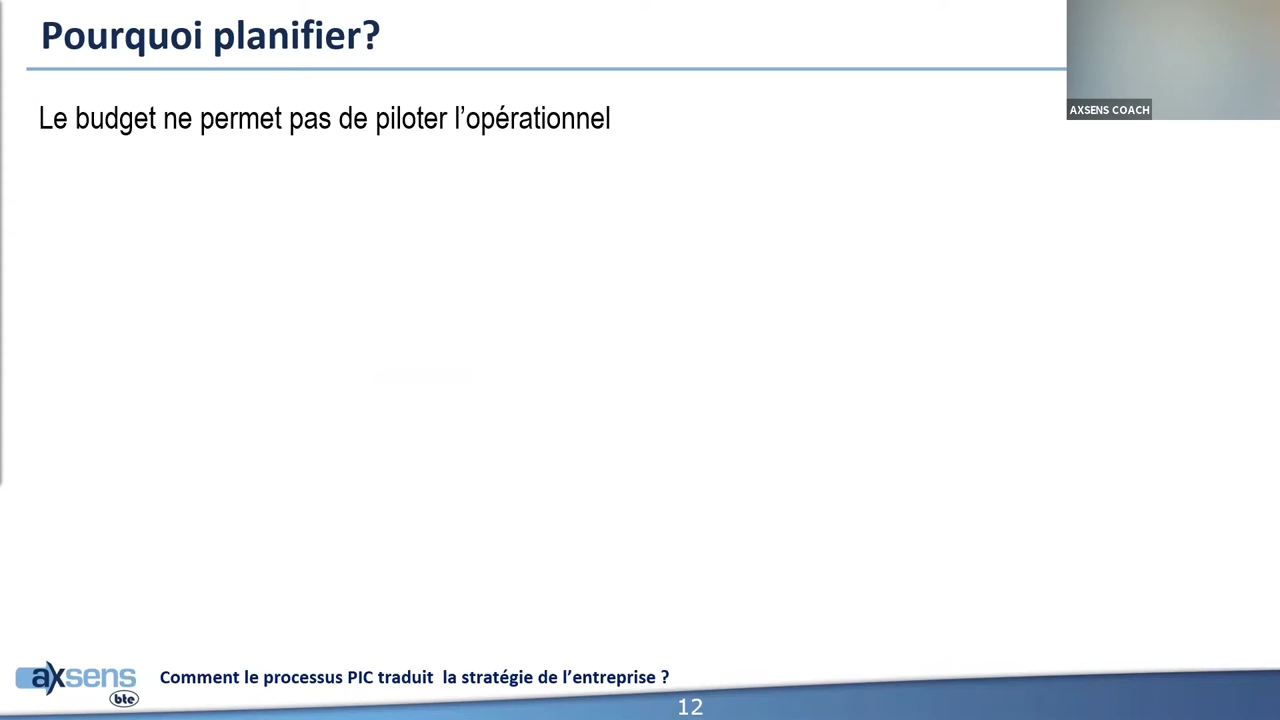 Pourquoi planifier?
AXSENS COACH
Le budget ne permet pas de piloter l’opérationnel
axsens
bte
Comment le processus PIC traduit  la stratégie de l’entreprise ?
12